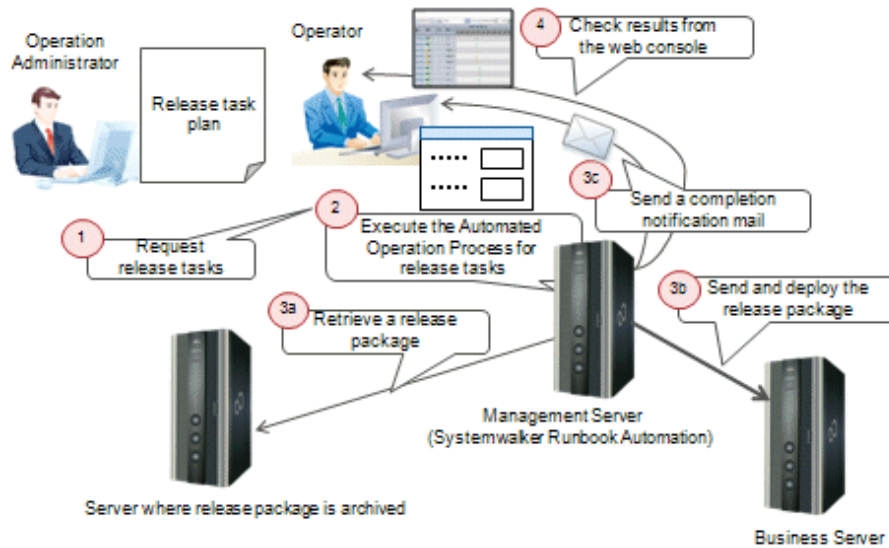 Operation
Administrator
Release task
plan
Operator
4
Check results from
the web console
3c
Send a completion
notification mail
1
Request
release tasks
2
Execute the Automated
Operation Process for
release tasks
3a
Retrieve a release
package
3b
Send and deploy the
release package
Management Server
(Systemwalker Runbook Automation)
Server where release package is archived
Business Server